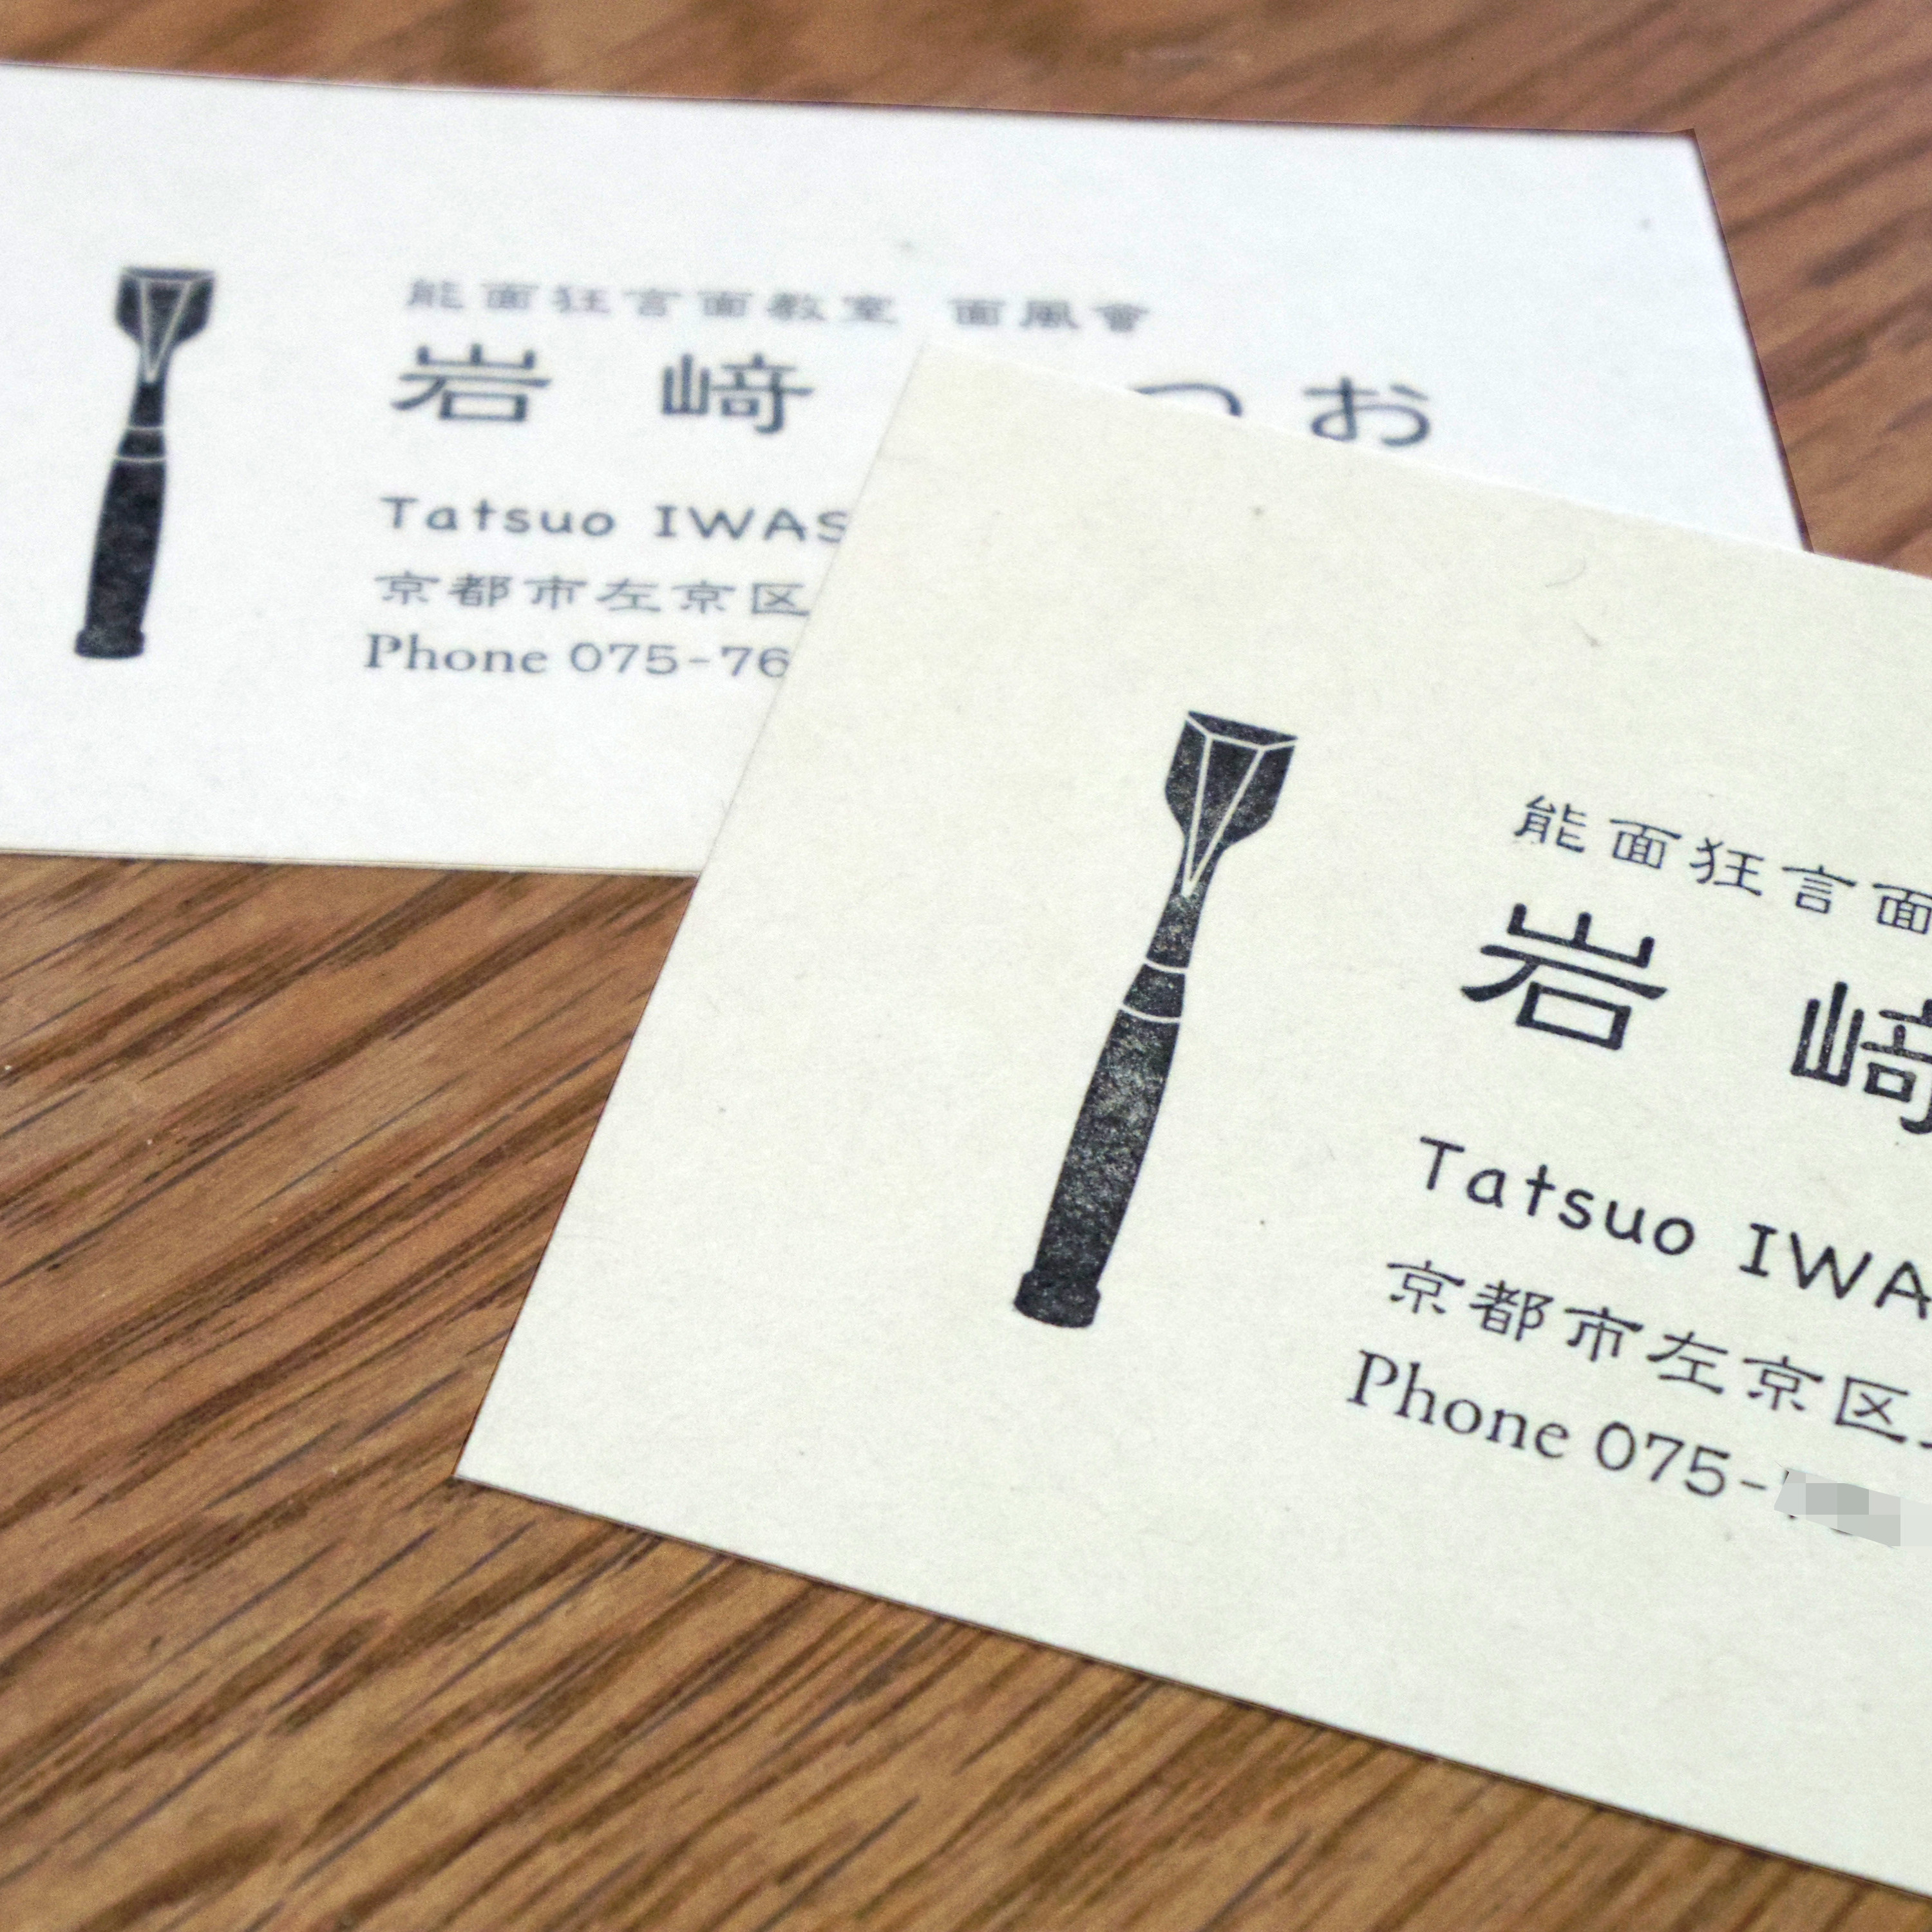 能面狂言面教室 面風會
岩﨑 つお
Tatsuo IWAS
京都市左京区
Phone 075-76
能面狂言面
岩﨑
Tatsuo IWA
京都市左京区
Phone 075-